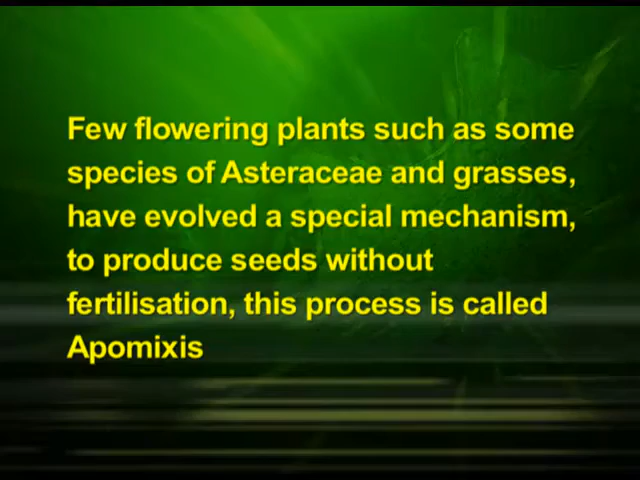 Few flowering plants such as some
species of Asteraceae and grasses,
have evolved a special mechanism,
to produce seeds without
fertilisation, this process is called
Apomixis